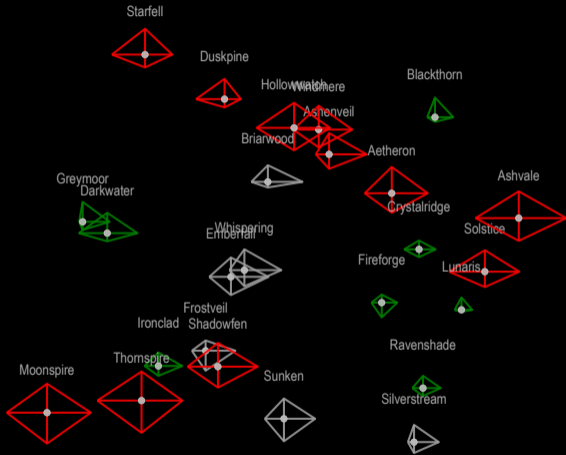 Starfell
Duskpine
Blackthorn
Hollowwatch
Windmere
Ashenveil
Briarwood
Aetheron
Ashvale
Greymoor
Darkwater
Crystalridge
Solstice
Whispering
Emberfall
Fireforge
Lunaris
Frostveil
Ironclad
Shadowfen
Ravenshade
Thornspire
Moonspire
Sunken
Silverstream